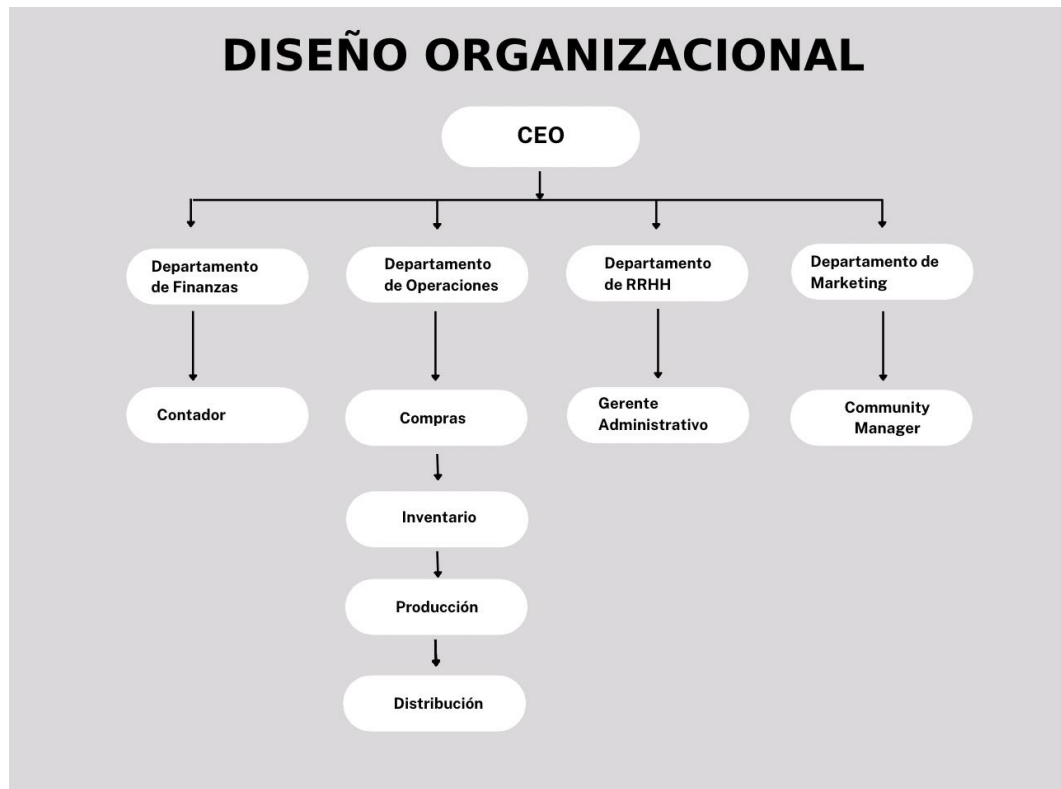 DISEÑO ORGANIZACIONAL
CEO
Departamento
de Finanzas
Departamento
de Operaciones
Departamento
de RRHH
Departamento de
Marketing
Contador
Compras
Gerente
Administrativo
Community
Manager
Inventario
Producción
Distribución